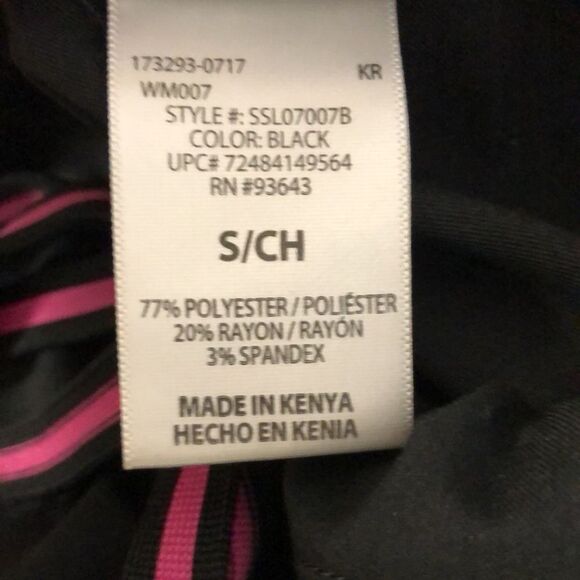 173293-0717 KR
WM007
STYLE #: SSL07007B
COLOR: BLACK
UPC# 72484149564
RN #93643
S/CH
77% POLYESTER / POLIÉSTER
20% RAYON / RAYÓN
3% SPANDEX
MADE IN KENYA
HECHO EN KENIA